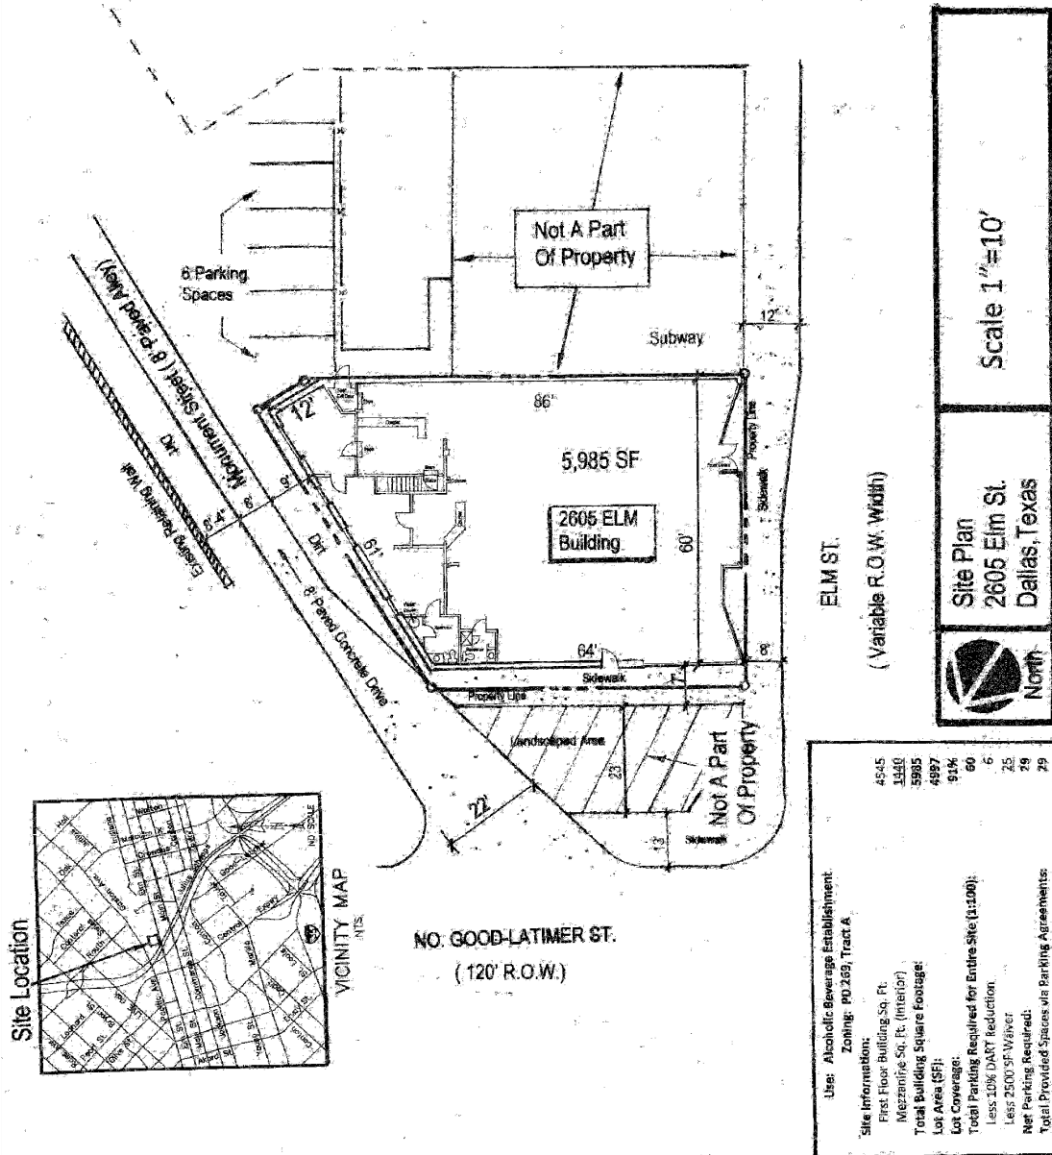 6 Parking
Spaces
Not A Part
Of Property
Monument Street ( 8' Paved Alley)
Dirt
Existing Retaining Wall
Subway
12'
12'
86'
6'-4"
8'
Dirt
61'
5,985 SF
2605 ELM
Building
60'
Property Line
Sidewalk
8' Paved Concrete Drive
64'
Sidewalk
8'
Property Line
Landscaped Area
23'
Not A Part
Of Property
22'
13'
Sidewalk
ELM ST.
( Variable R.O.W. Width)
NO. GOOD-LATIMER ST.
( 120' R.O.W.)
Site Location
VICINITY MAP
NTS
NO SCALE
Scale 1"=10'
Site Plan
2605 Elm St.
Dallas, Texas
North
Use: Alcoholic Beverage Establishment
Zoning: PD 269, Tract A
Site Information:
First Floor Building Sq. Ft: 4545
Mezzanine Sq. Ft. (Interior) 1440
Total Building Square Footage: 5985
Lot Area (SF): 4997
Lot Coverage: 91%
Total Parking Required for Entire Site (1:100): 60
Less 10% DART Reduction 6
Less 2500 SF Waiver 25
Net Parking Required: 29
Total Provided Spaces via Parking Agreements: 29